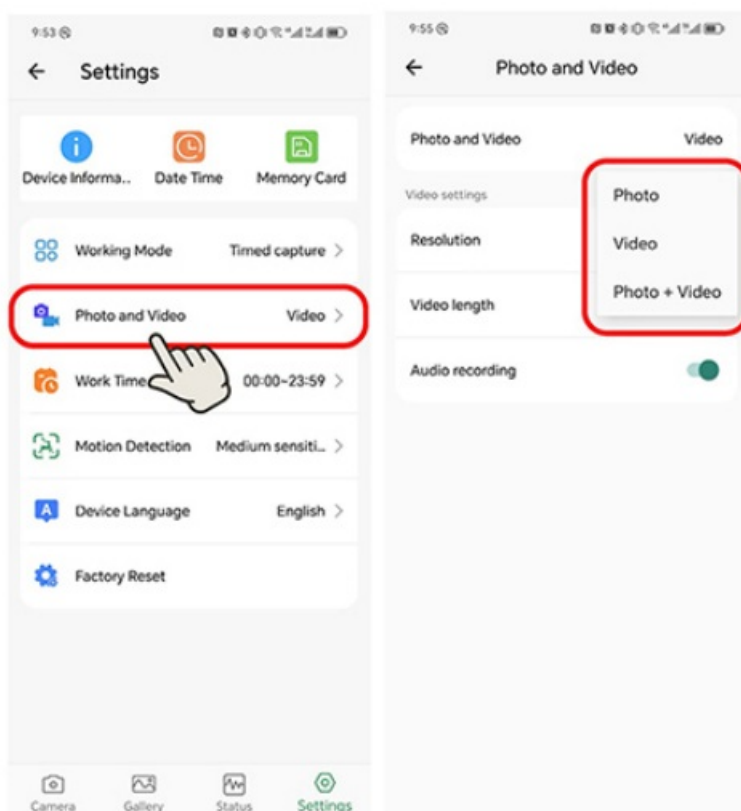 9:53
Settings
Device Informa..
Date Time
Memory Card
Working Mode
Timed capture
Photo and Video
Video
Work Time
00:00~23:59
Motion Detection
Medium sensiti...
Device Language
English
Factory Reset
Camera
Gallery
Status
Settings
9:55
Photo and Video
Photo and Video
Video
Video settings
Photo
Resolution
Video
Video length
Photo + Video
Audio recording